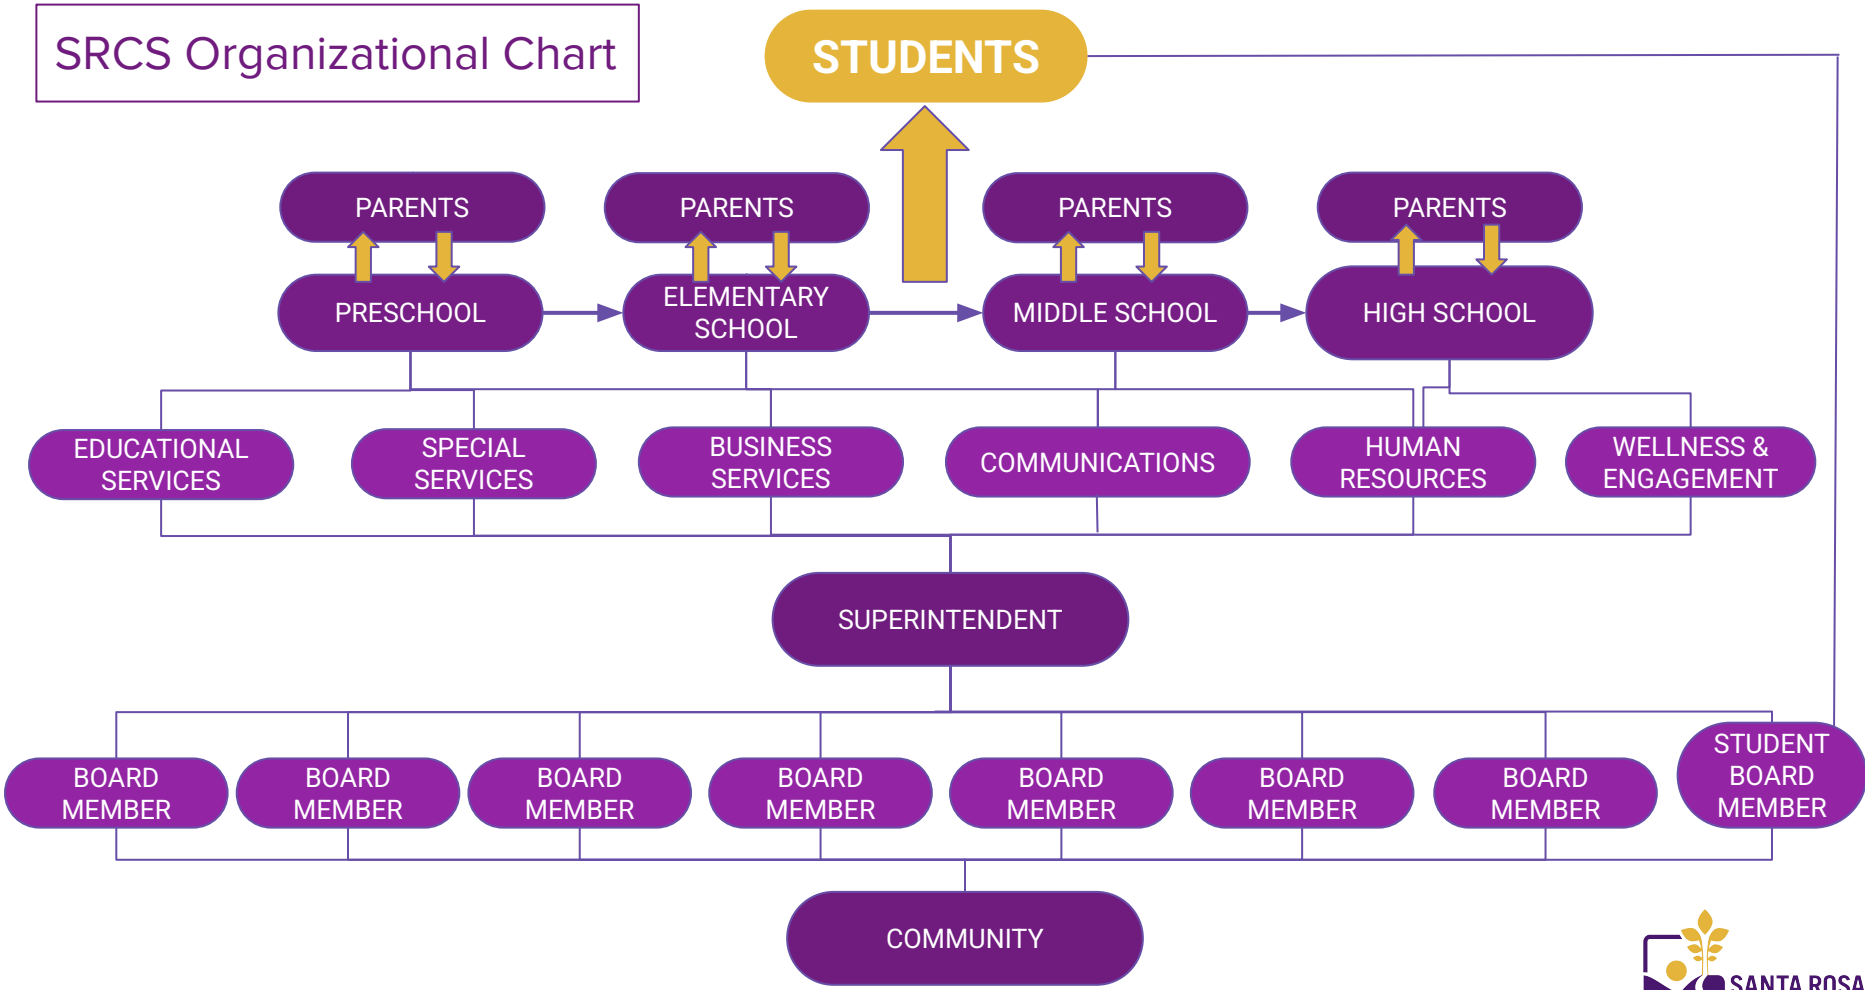 SRCS Organizational Chart
STUDENTS
PARENTS
PARENTS
PARENTS
PARENTS
PRESCHOOL
ELEMENTARY
SCHOOL
MIDDLE SCHOOL
HIGH SCHOOL
EDUCATIONAL
SERVICES
SPECIAL
SERVICES
BUSINESS
SERVICES
COMMUNICATIONS
HUMAN
RESOURCES
WELLNESS &
ENGAGEMENT
SUPERINTENDENT
BOARD
MEMBER
BOARD
MEMBER
BOARD
MEMBER
BOARD
MEMBER
BOARD
MEMBER
BOARD
MEMBER
BOARD
MEMBER
STUDENT
BOARD
MEMBER
COMMUNITY
SANTA ROSA